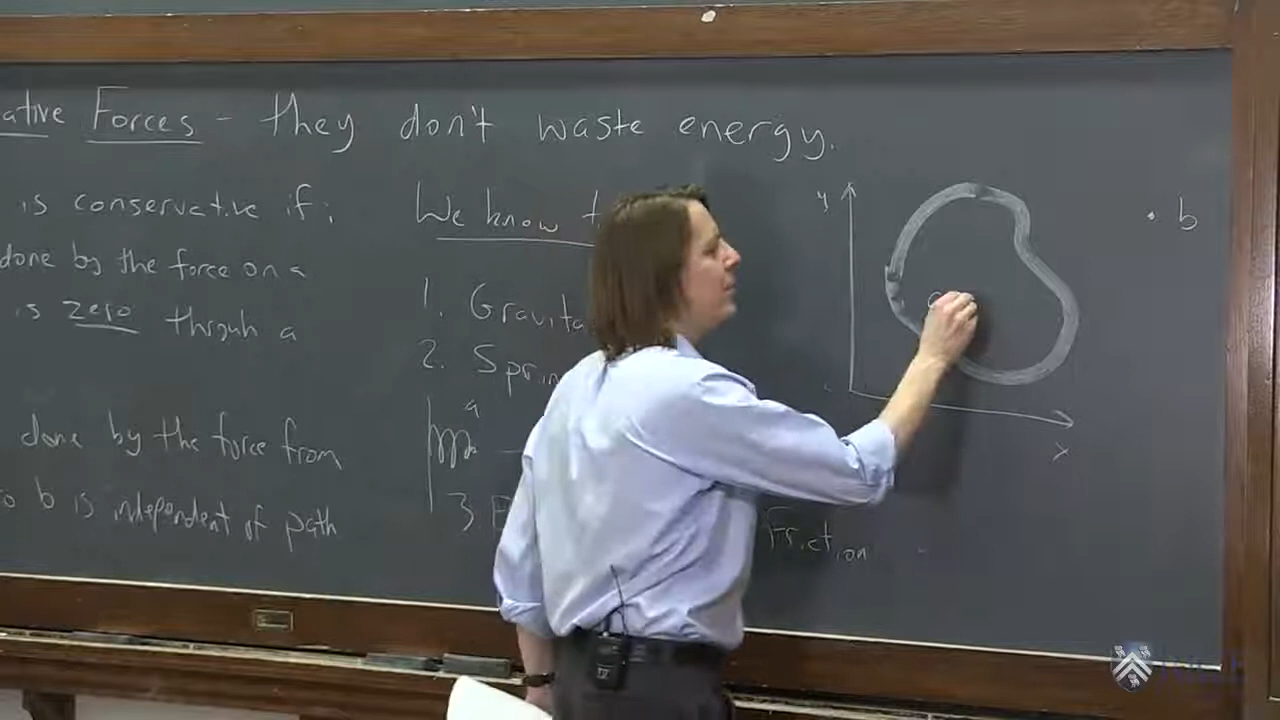 ative Forces - they don't waste energy.
is conservative if:
done by the force on a
is zero through a
done by the force from
o b is independent of path
We know t
1. Gravita
2. Sprin
a
3
Friction
y
x
a
b